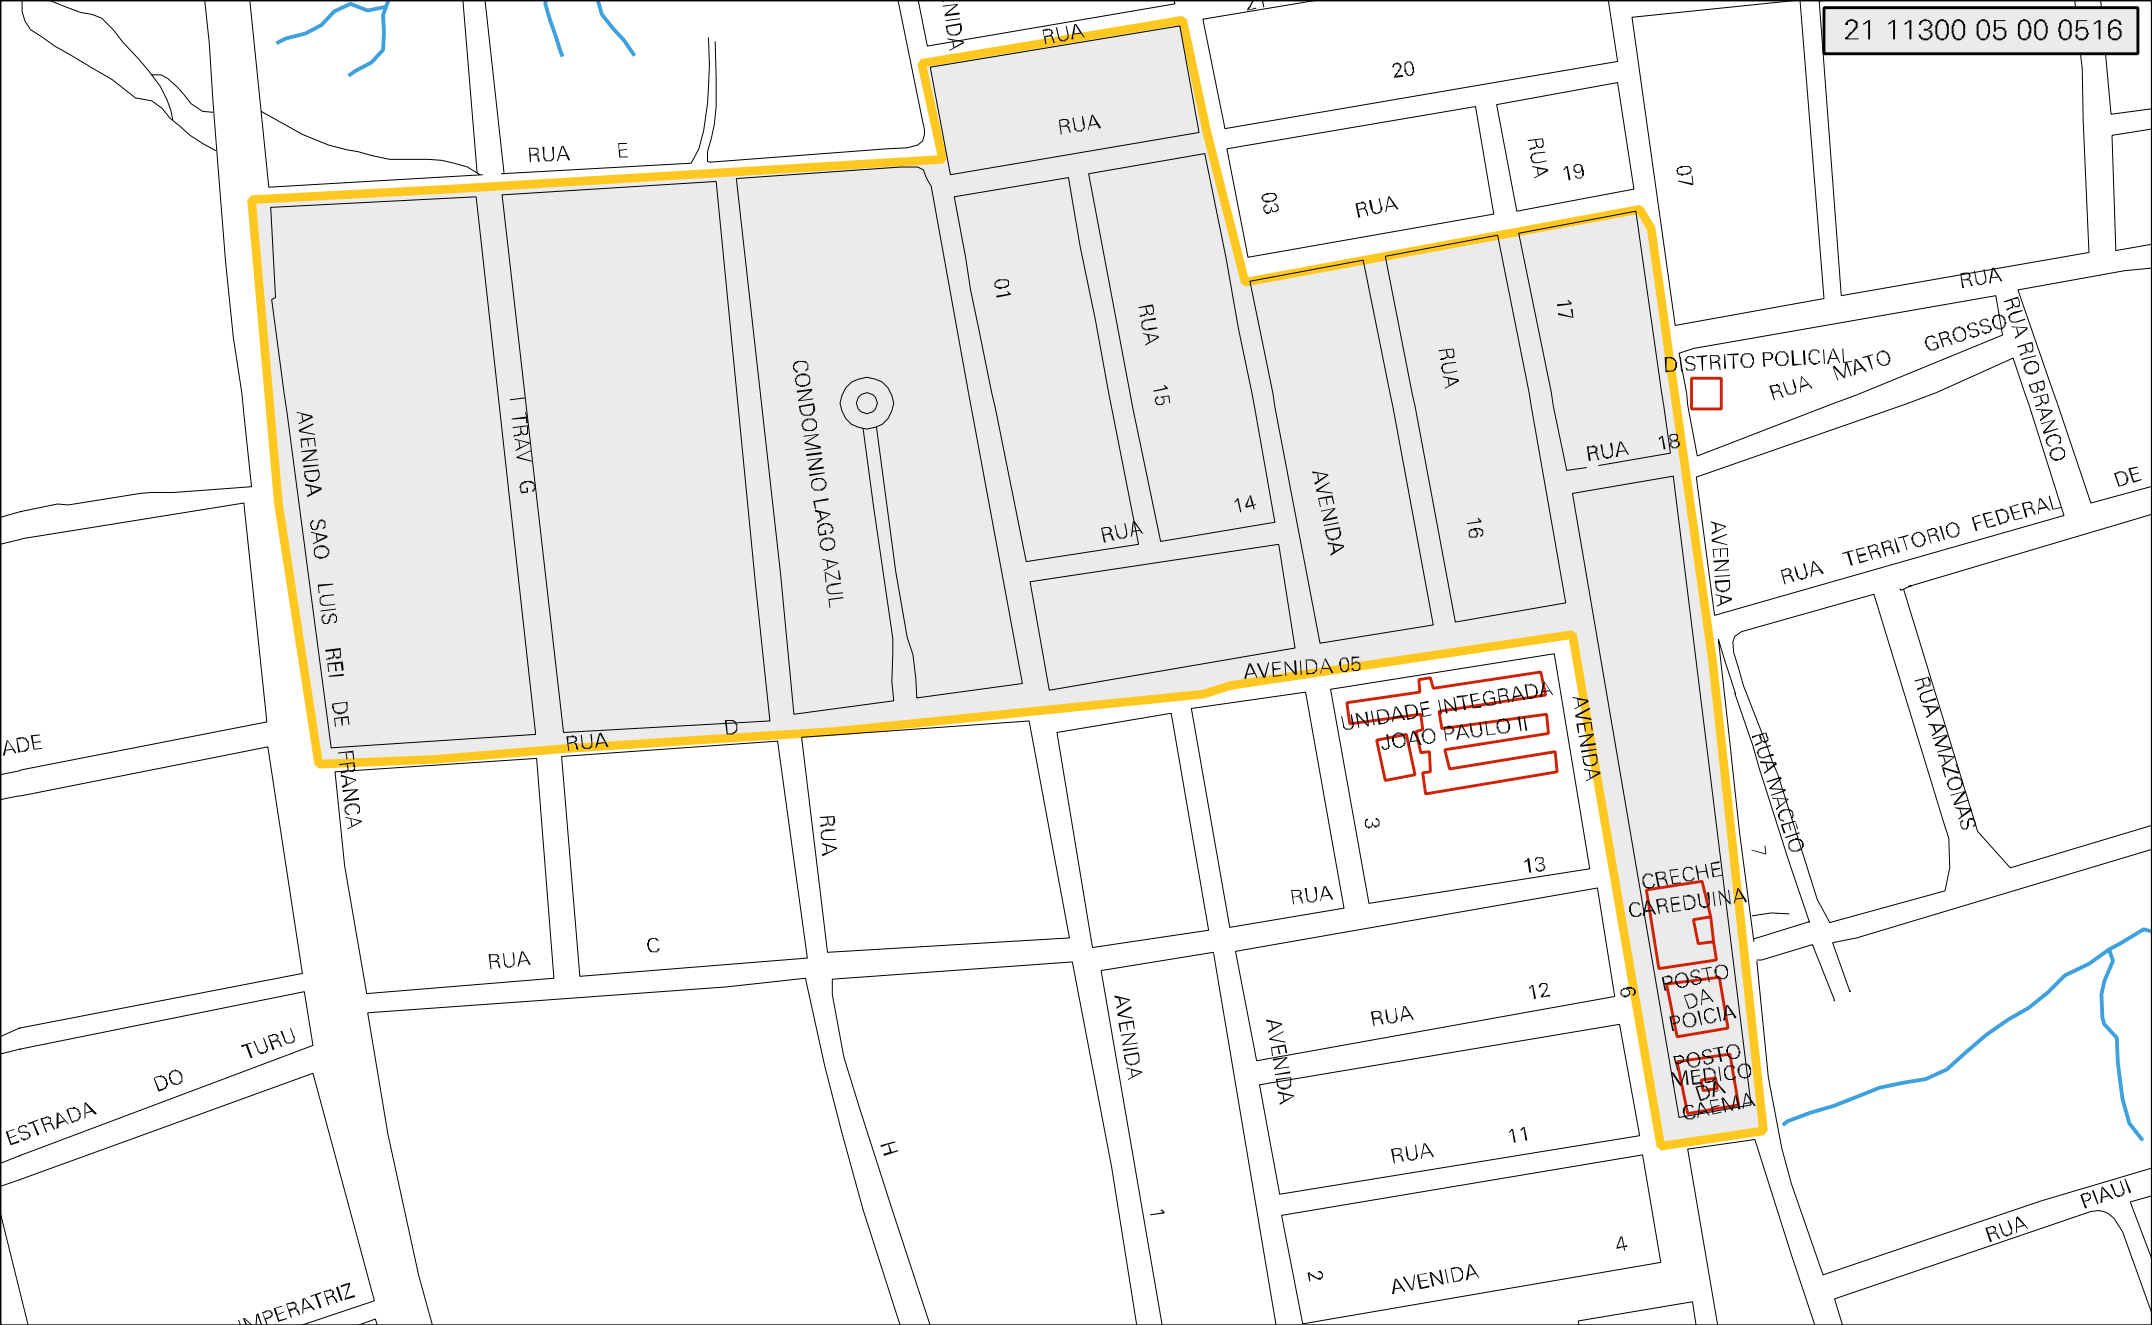 21 11300 05 00 0516
RUA
20
RUA
RUA E
RUA 19
07
03
RUA
RUA
01
17
RUA 15
RUA 16
RUA 18
RUA 14
AVENIDA
DISTRITO POLICIAL
RUA MATO GROSSO
RUA RIO BRANCO
DE
RUA TERRITORIO FEDERAL
AVENIDA 7
CONDOMINIO LAGO AZUL
I TRAV G
AVENIDA SAO LUIS REI DE FRANCA
AVENIDA 05
RUA D
UNIDADE INTEGRADA
JOAO PAULO II
AVENIDA 6
RUA MACEIO
RUA AMAZONAS
ADE
RUA H
3
RUA 13
RUA C
CRECHE
CAREDUINA
POSTO
DA
POICIA
POSTO
MEDICO
DA
CAEMA
RUA 12
AVENIDA 1
AVENIDA 2
RUA 11
ESTRADA DO TURU
AVENIDA 4
RUA PIAUI
IMPERATRIZ